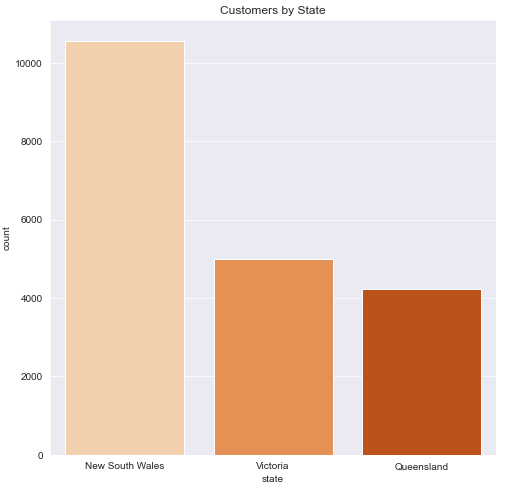 Customers by State
10000
8000
6000
4000
2000
0
count
New South Wales
Victoria
Queensland
state